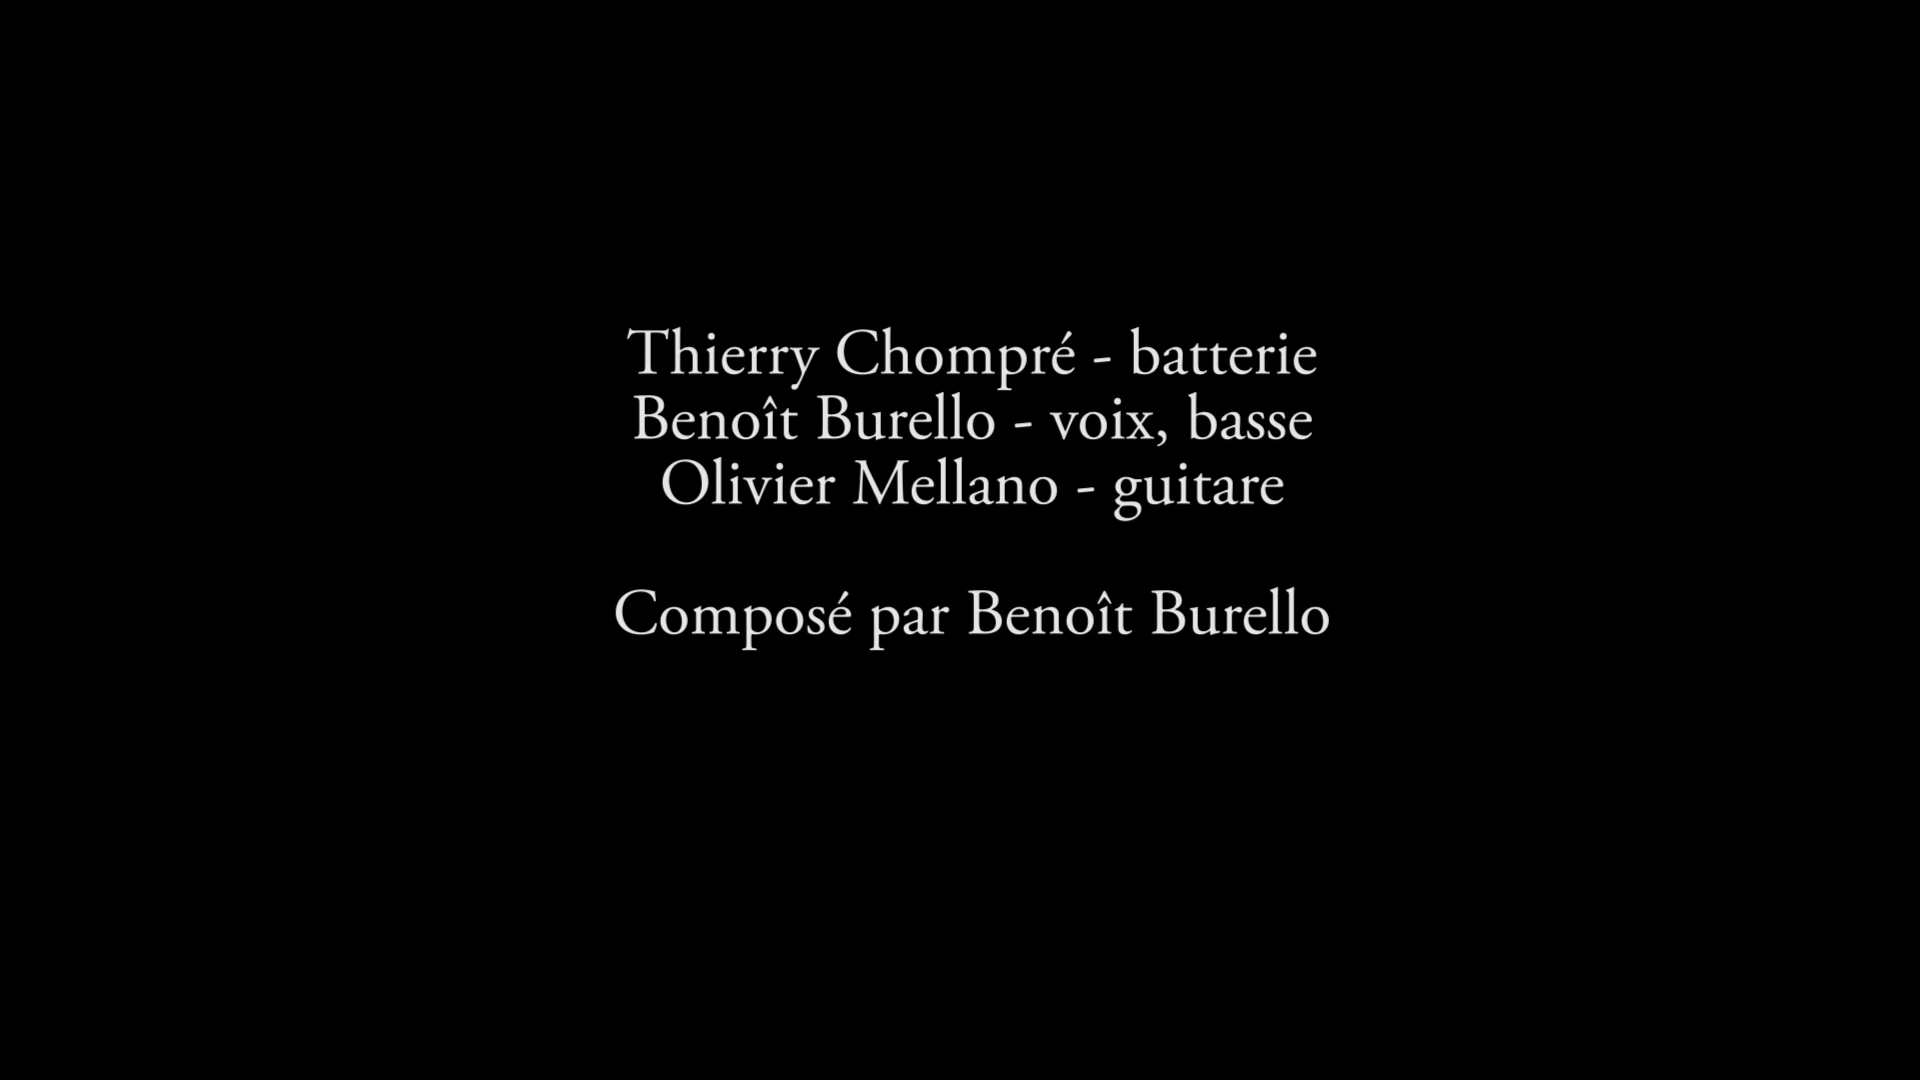 Thierry Chompré - batterie
Benoît Burello - voix, basse
Olivier Mellano - guitare
Composé par Benoît Burello